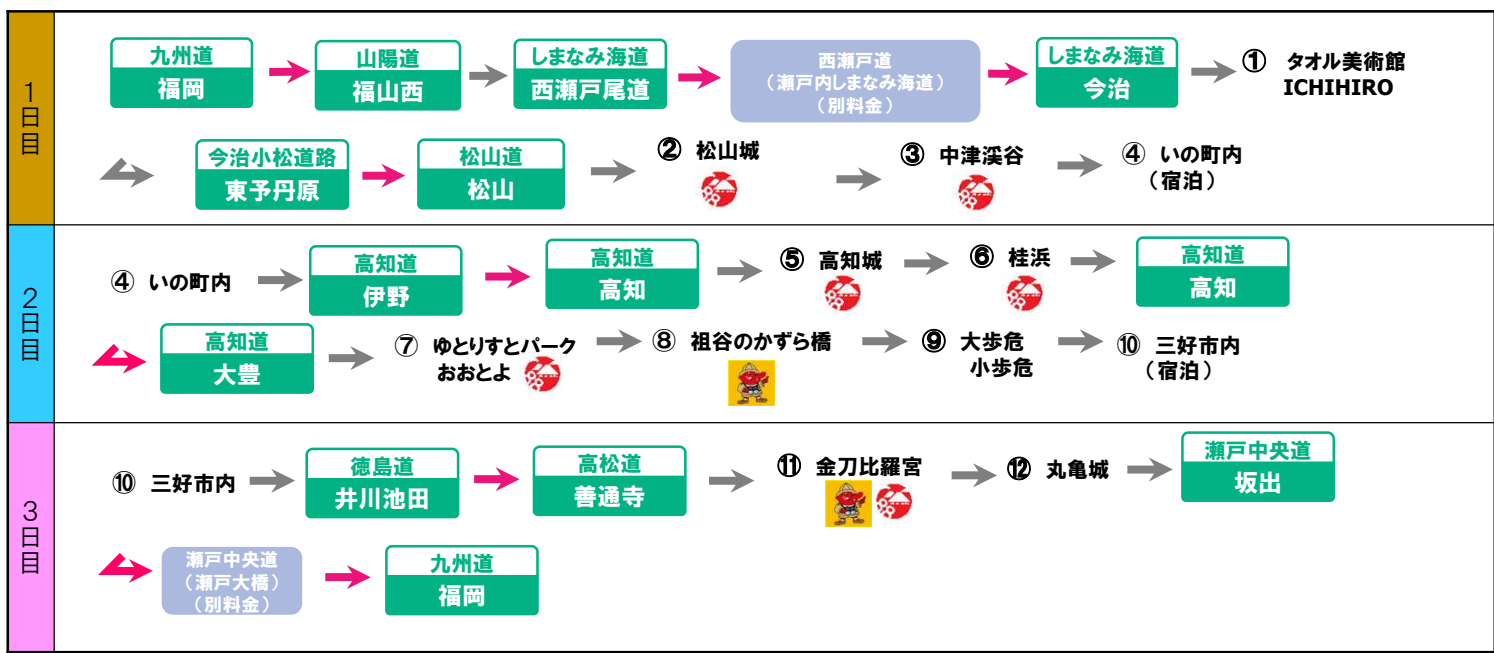 1日目
九州道
福岡
山陽道
福山西
しまなみ海道
西瀬戸尾道
西瀬戸道
（瀬戸内しまなみ海道）
（別料金）
しまなみ海道
今治
① タオル美術館
ICHIHIRO
今治小松道路
東予丹原
松山道
松山
② 松山城
③ 中津渓谷
④ いの町内
（宿泊）
2日目
④ いの町内
高知道
伊野
高知道
高知
⑤ 高知城
⑥ 桂浜
高知道
高知
高知道
大豊
⑦ ゆとりすとパーク
おおとよ
⑧ 祖谷のかずら橋
⑨ 大歩危
小歩危
⑩ 三好市内
（宿泊）
3日目
⑩ 三好市内
徳島道
井川池田
高松道
善通寺
⑪ 金刀比羅宮
⑫ 丸亀城
瀬戸中央道
坂出
瀬戸中央道
（瀬戸大橋）
（別料金）
九州道
福岡